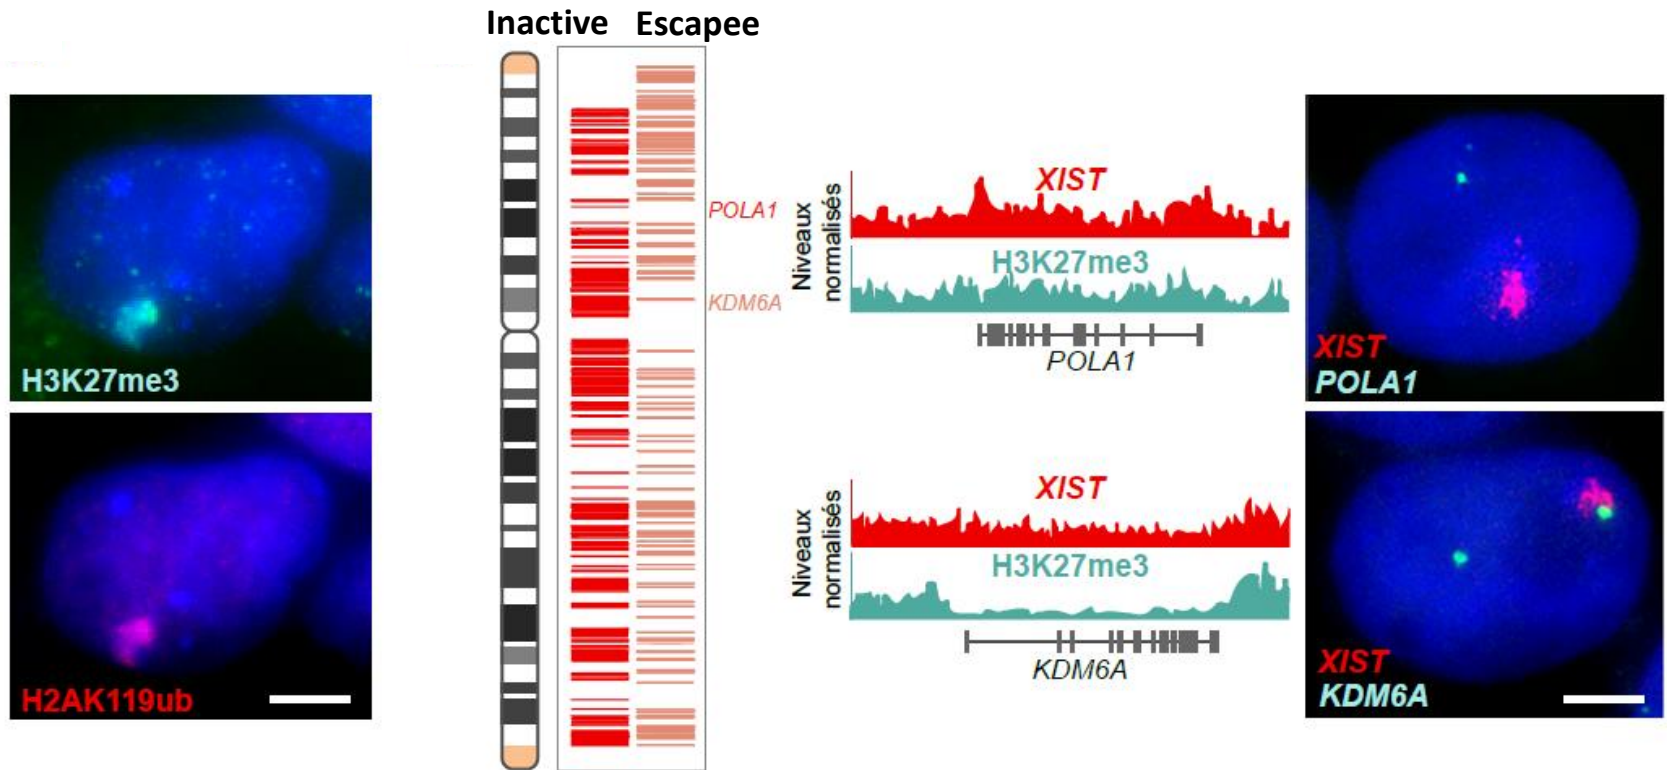 Inactive Escapee
H3K27me3
H2AK119ub
POLA1
KDM6A
Niveaux
normalisés
XIST
H3K27me3
POLA1
Niveaux
normalisés
XIST
H3K27me3
KDM6A
XIST
POLA1
XIST
KDM6A